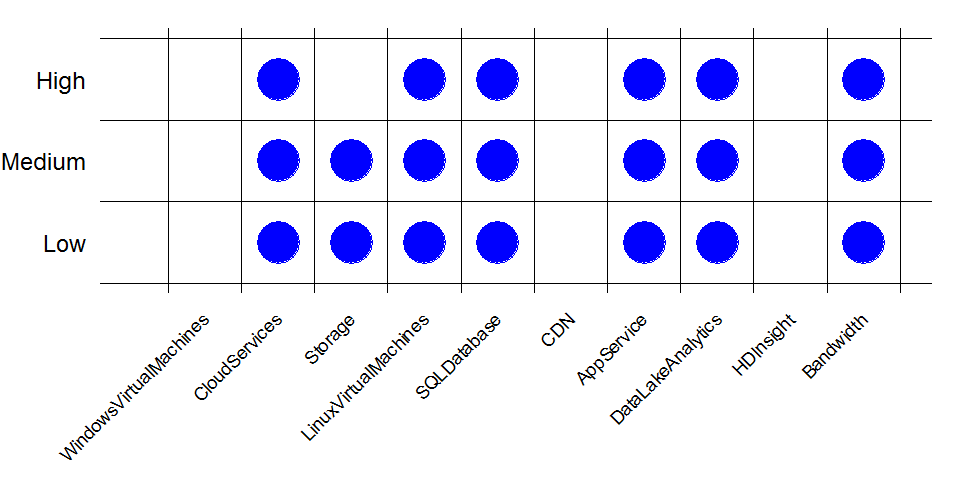 High
Medium
Low
WindowsVirtualMachines
CloudServices
Storage
LinuxVirtualMachines
SQLDatabase
CDN
AppService
DataLakeAnalytics
HDInsight
Bandwidth